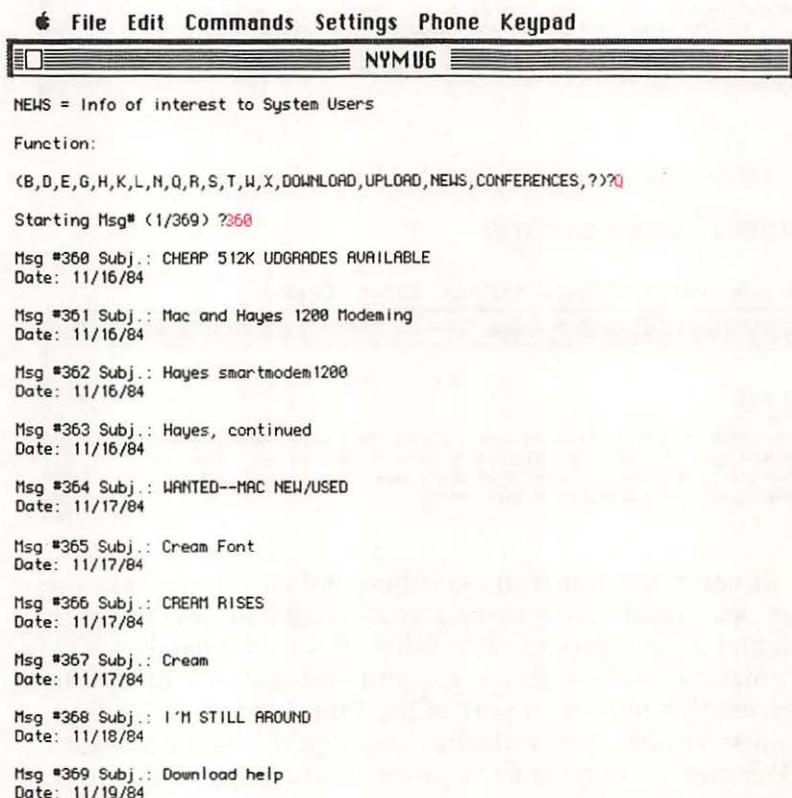 File Edit Commands Settings Phone Keypad
NYMUG
NEWS = Info of interest to System Users
Function:
(B,D,E,G,H,K,L,N,Q,R,S,T,W,X,DOWNLOAD,UPLOAD,NEWS,CONFERENCES,?)?Q
Starting Msg# (1/369) ?360
Msg #360 Subj.: CHEAP 512K UDGRADES AVAILABLE
Date: 11/16/84
Msg #361 Subj.: Mac and Hayes 1200 Modeming
Date: 11/16/84
Msg #362 Subj.: Hayes smartmodem1200
Date: 11/16/84
Msg #363 Subj.: Hayes, continued
Date: 11/16/84
Msg #364 Subj.: WANTED--MAC NEW/USED
Date: 11/17/84
Msg #365 Subj.: Cream Font
Date: 11/17/84
Msg #366 Subj.: CREAM RISES
Date: 11/17/84
Msg #367 Subj.: Cream
Date: 11/17/84
Msg #368 Subj.: I'M STILL AROUND
Date: 11/18/84
Msg #369 Subj.: Download help
Date: 11/19/84